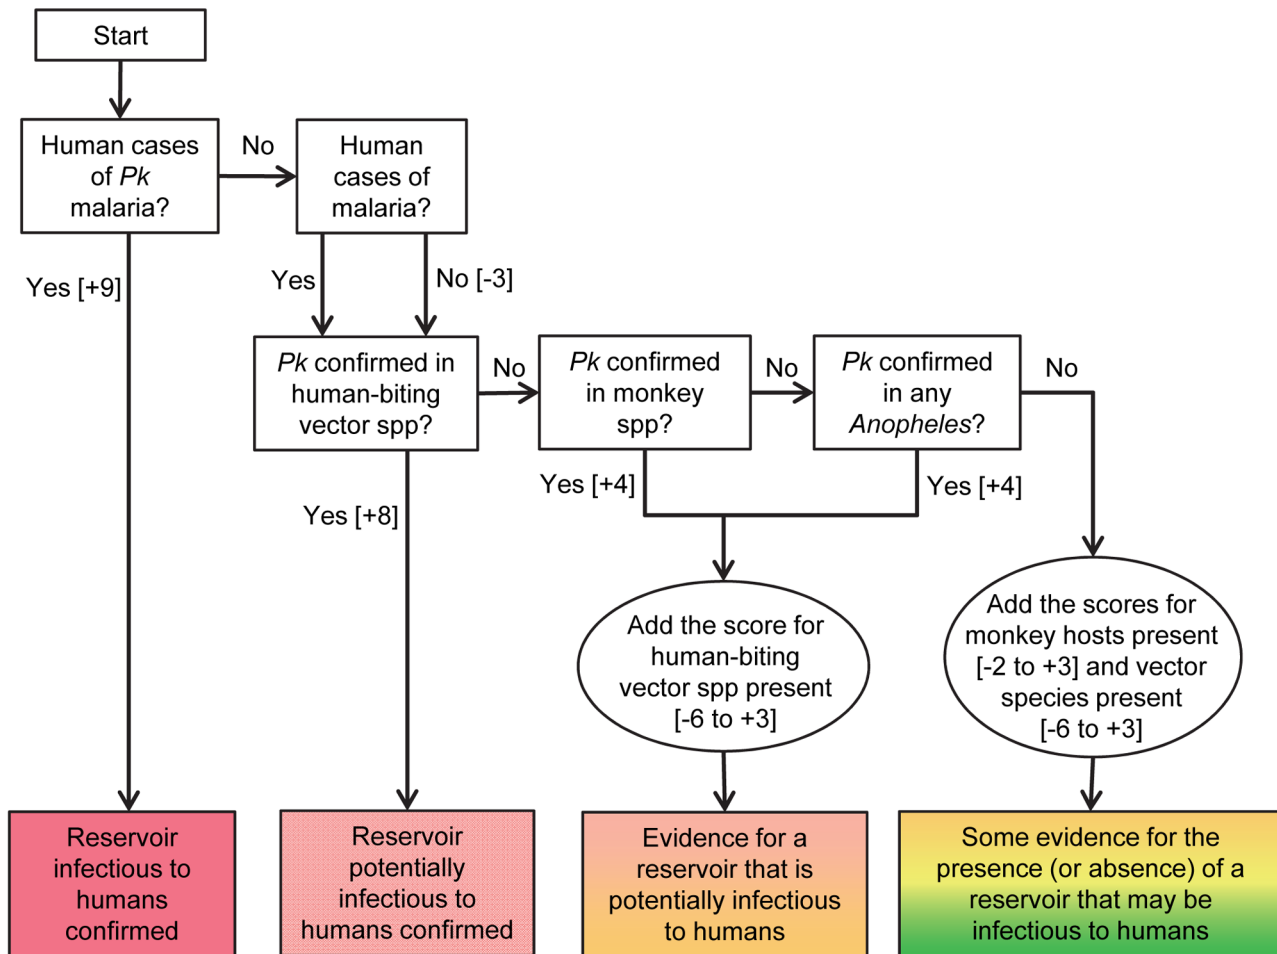 Start
Human cases
of Pk
malaria?
No
Human
cases of
malaria?
Yes [+9]
Yes
No [-3]
Pk confirmed in
human-biting
vector spp?
No
Pk confirmed
in monkey
spp?
No
Pk confirmed
in any
Anopheles?
No
Yes [+8]
Yes [+4]
Yes [+4]
Add the score for
human-biting
vector spp present
[-6 to +3]
Add the scores for
monkey hosts present
[-2 to +3] and vector
species present
[-6 to +3]
Reservoir
infectious to
humans
confirmed
Reservoir
potentially
infectious to
humans confirmed
Evidence for a
reservoir that is
potentially infectious
to humans
Some evidence for the
presence (or absence) of a
reservoir that may be
infectious to humans